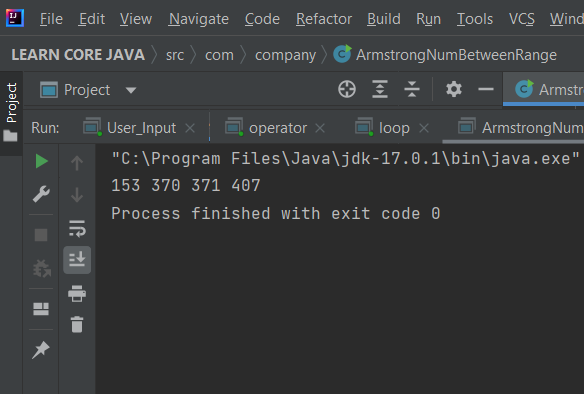 IJ File Edit View Navigate Code Refactor Build Run Tools VCS
LEARN CORE JAVA src com company C ArmstrongNumBetweenRange
Project
Project C
Run: User_Input operator loop ArmstrongNum
"C:\Program Files\Java\jdk-17.0.1\bin\java.exe"
153 370 371 407
Process finished with exit code 0